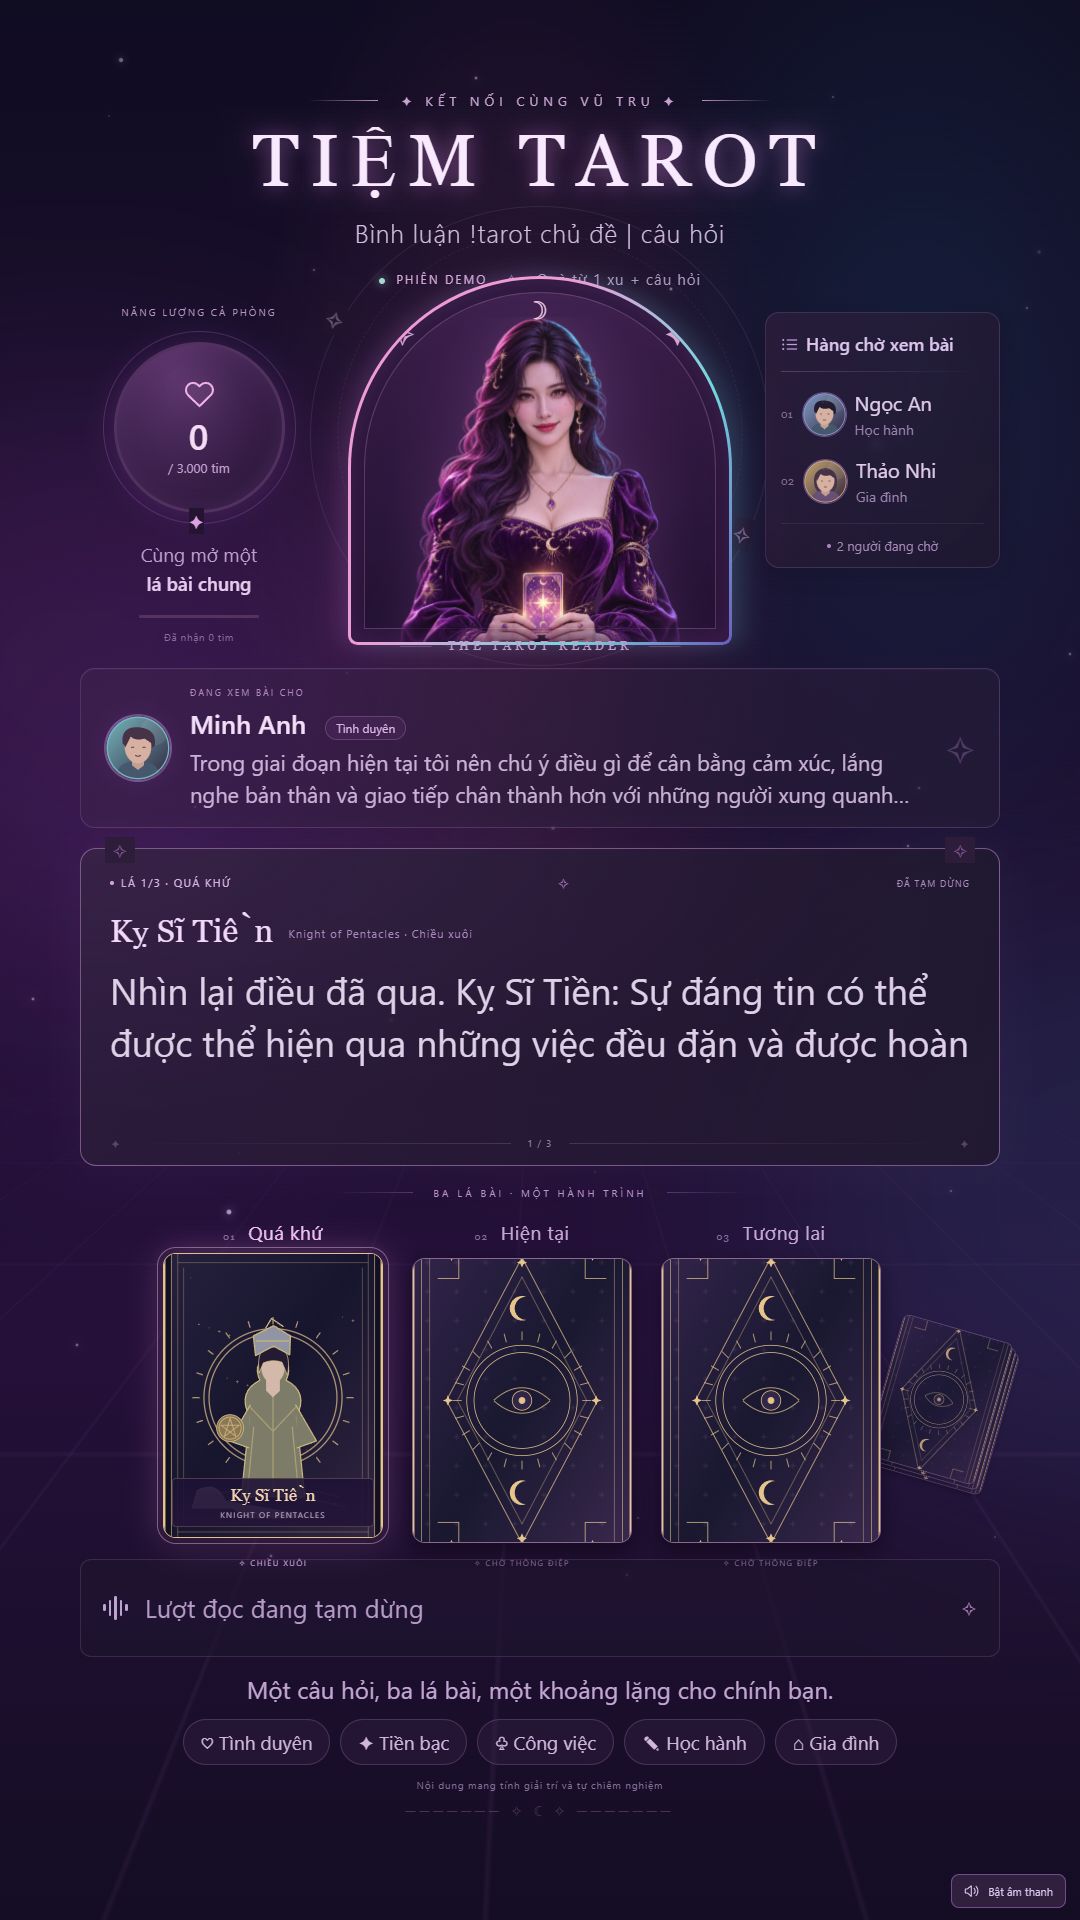 ✦ KẾT NỐI CÙNG VŨ TRỤ ✦
TIỆM TAROT
Bình luận !tarot chủ đề | câu hỏi
PHIÊN DEMO
từ 1 xu + câu hỏi
NĂNG LƯỢNG CẢ PHÒNG
0
/ 3.000 tim
Cùng mở một
lá bài chung
Đã nhận 0 tim
Hàng chờ xem bài
01 Ngọc An
Học hành
02 Thảo Nhi
Gia đình
• 2 người đang chờ
THE TAROT READER
ĐANG XEM BÀI CHO
Minh Anh Tình duyên
Trong giai đoạn hiện tại tôi nên chú ý điều gì để cân bằng cảm xúc, lắng
nghe bản thân và giao tiếp chân thành hơn với những người xung quanh...
• LÁ 1/3 · QUÁ KHỨ
ĐÃ TẠM DỪNG
Kỵ Sĩ Tiền Knight of Pentacles · Chiều xuôi
Nhìn lại điều đã qua. Kỵ Sĩ Tiền: Sự đáng tin có thể
được thể hiện qua những việc đều đặn và được hoàn
1 / 3
BA LÁ BÀI · MỘT HÀNH TRÌNH
01 Quá khứ
02 Hiện tại
03 Tương lai
Kỵ Sĩ Tiền
KNIGHT OF PENTACLES
✧ CHIỀU XUÔI
✧ CHỜ THÔNG ĐIỆP
✧ CHỜ THÔNG ĐIỆP
Lượt đọc đang tạm dừng
Một câu hỏi, ba lá bài, một khoảng lặng cho chính bạn.
♡ Tình duyên
✦ Tiền bạc
♧ Công việc
✎ Học hành
⌂ Gia đình
Nội dung mang tính giải trí và tự chiêm nghiệm
Bật âm thanh